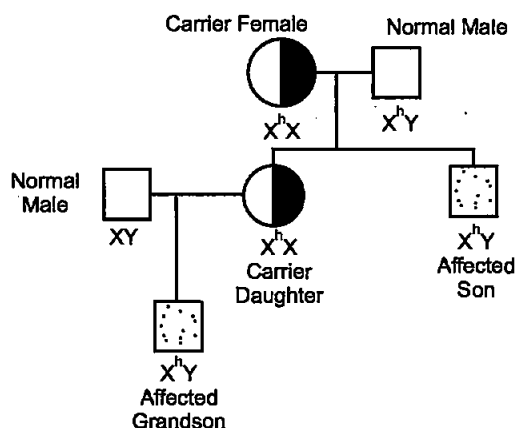 Carrier Female
Normal Male
XʰX
XʰY
Normal
Male
XY
XʰX
Carrier
Daughter
XʰY
Affected
Son
XʰY
Affected
Grandson